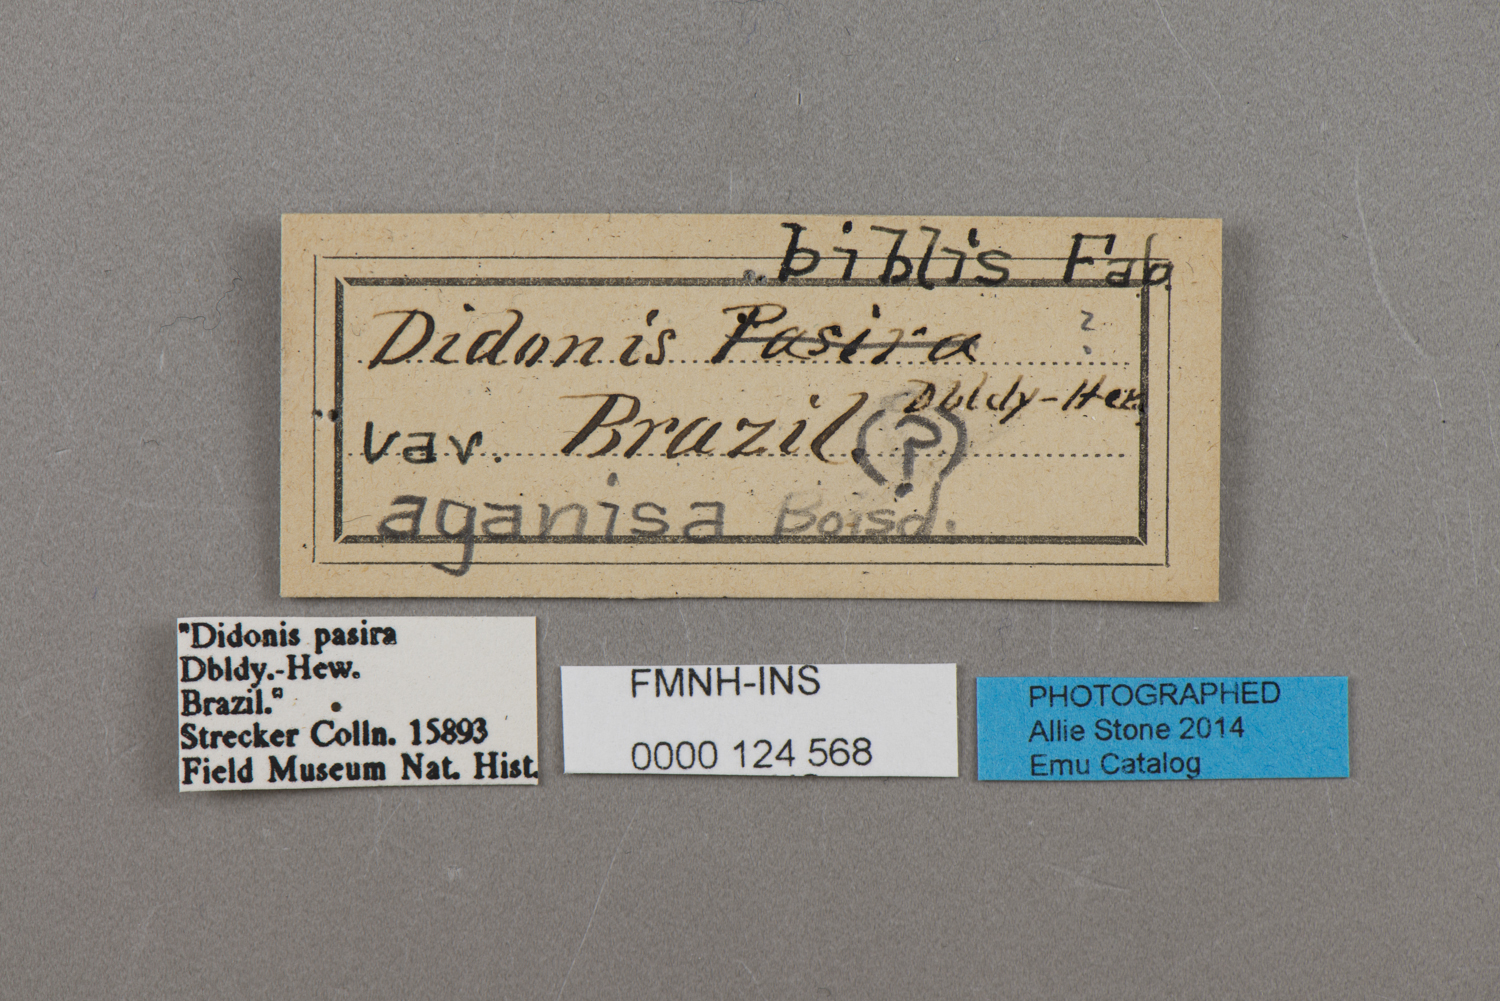 biblis Fab.
Didonis Pasira ?
Dbldy-Hew.
var. Brazil. (?)
aganisa Boisd.
"Didonis pasira
Dbldy.-Hew.
Brazil."
Strecker Colln. 15893
Field Museum Nat. Hist.
FMNH-INS
0000 124 568
PHOTOGRAPHED
Allie Stone 2014
Emu Catalog